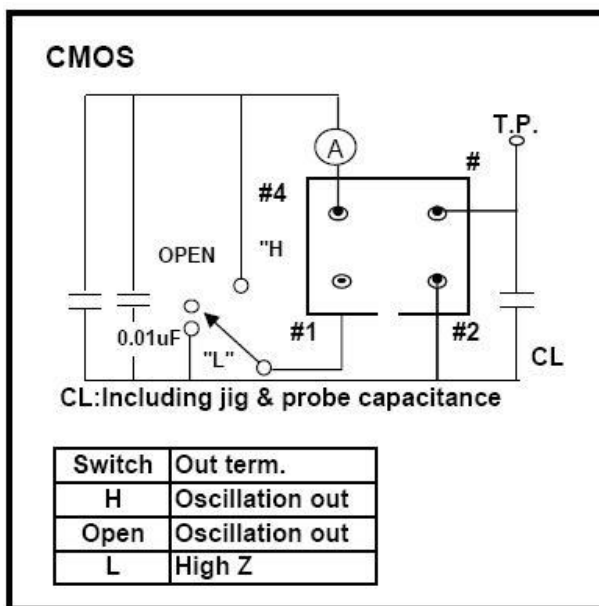 CMOS
T.P.
A
#
#4
OPEN
"H
0.01uF
"L"
#1
#2
CL
CL:Including jig & probe capacitance
Switch Out term.
H Oscillation out
Open Oscillation out
L High Z